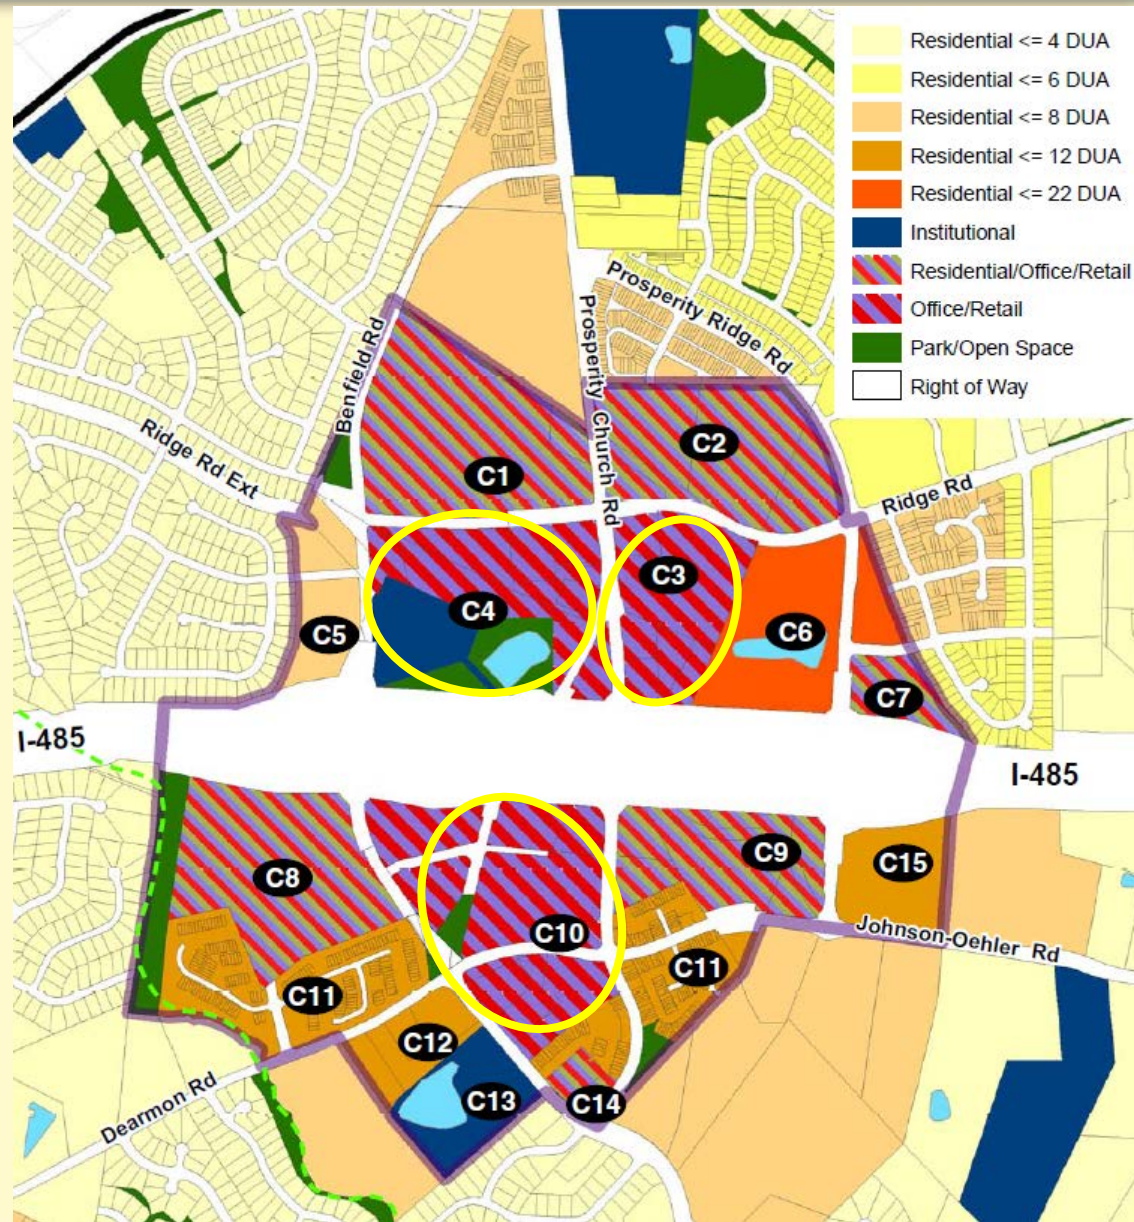 Residential <= 4 DUA
Residential <= 6 DUA
Residential <= 8 DUA
Residential <= 12 DUA
Residential <= 22 DUA
Institutional
Residential/Office/Retail
Office/Retail
Park/Open Space
Right of Way
Prosperity Ridge Rd
Benfield Rd
Prosperity Church Rd
Ridge Rd Ext
C2
C1
Ridge Rd
C3
C4
C5
C6
C7
I-485
I-485
C9
C15
C8
C10
Johnson-Oehler Rd
C11
C11
C12
Dearmon Rd
C13
C14